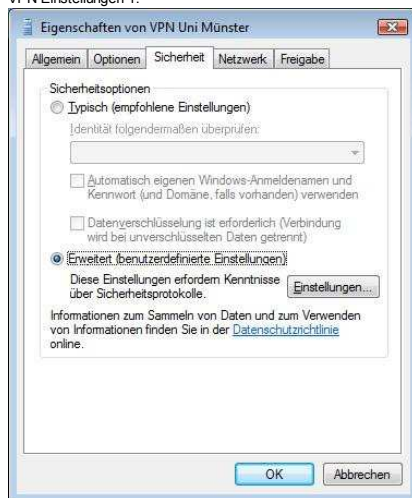 VPN Einstellungen 1:
Eigenschaften von VPN Uni Münster
Allgemein Optionen Sicherheit Netzwerk Freigabe
Sicherheitsoptionen
Typisch (empfohlene Einstellungen)
Identität folgendermaßen überprüfen:
Automatisch eigenen Windows-Anmeldenamen und
Kennwort (und Domäne, falls vorhanden) verwenden
Datenverschlüsselung ist erforderlich (Verbindung
wird bei unverschlüsselten Daten getrennt)
Erweitert (benutzerdefinierte Einstellungen)
Diese Einstellungen erfordern Kenntnisse
über Sicherheitsprotokolle.
Einstellungen...
Informationen zum Sammeln von Daten und zum Verwenden
von Informationen finden Sie in der Datenschutzrichtlinie
online.
OK Abbrechen